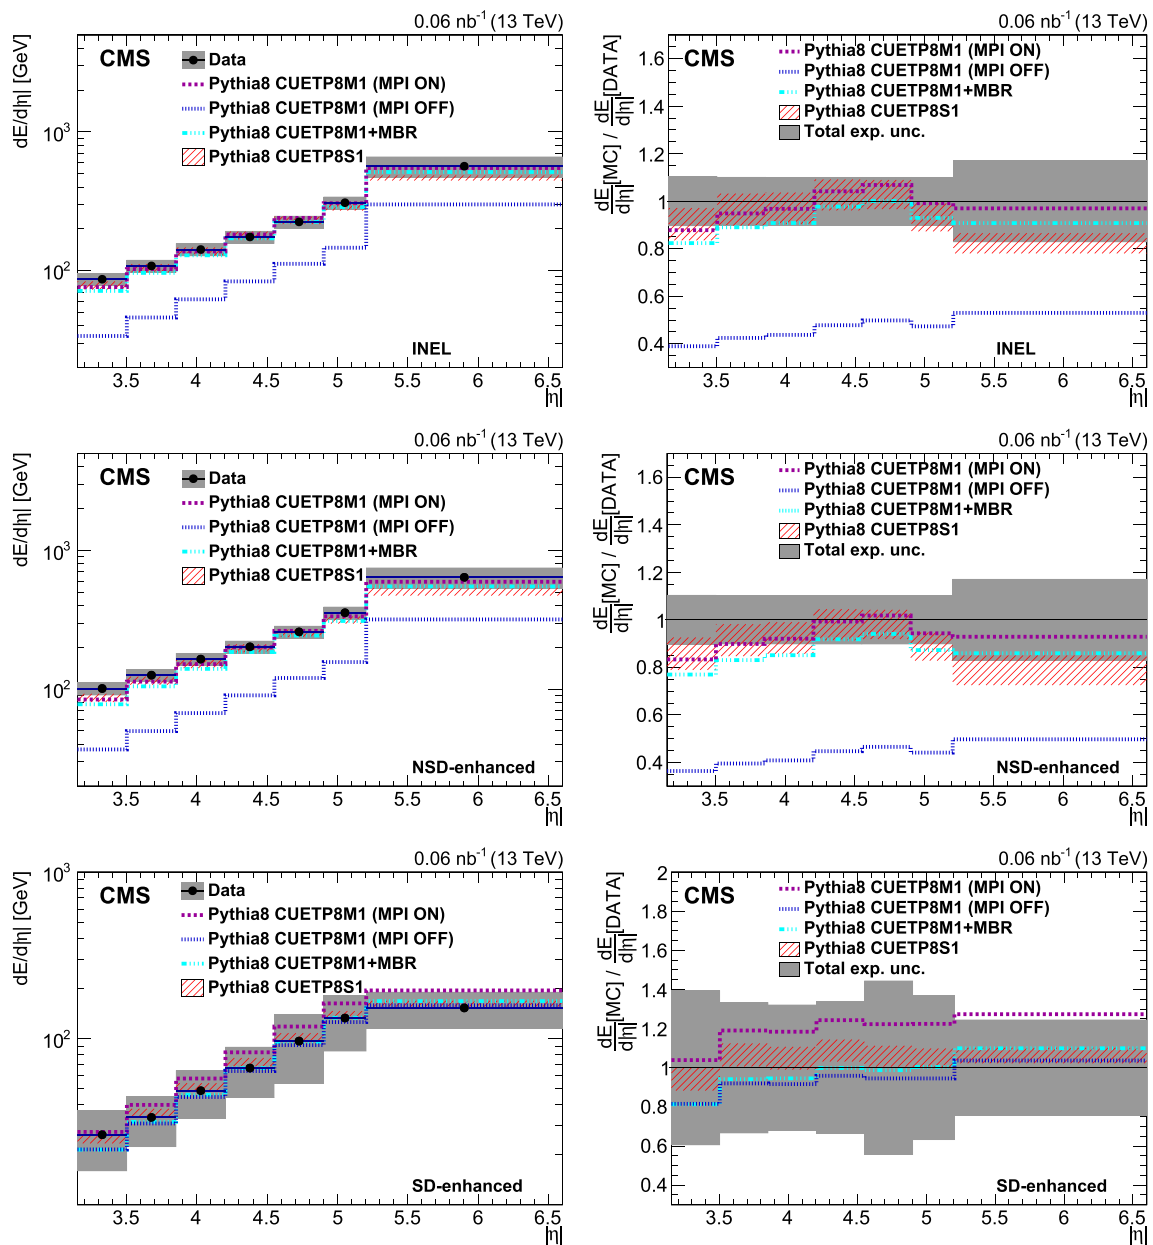 0.06 nb⁻¹ (13 TeV)
dE/d|η| [GeV]
CMS
Data
Pythia8 CUETP8M1 (MPI ON)
Pythia8 CUETP8M1 (MPI OFF)
Pythia8 CUETP8M1+MBR
Pythia8 CUETP8S1
10³
10²
INEL
3.5 4 4.5 5 5.5 6 6.5
|η|
0.06 nb⁻¹ (13 TeV)
dE/d|η| [MC] / dE/d|η| [DATA]
CMS
Pythia8 CUETP8M1 (MPI ON)
Pythia8 CUETP8M1 (MPI OFF)
Pythia8 CUETP8M1+MBR
Pythia8 CUETP8S1
Total exp. unc.
1.6
1.4
1.2
1
0.8
0.6
0.4
INEL
3.5 4 4.5 5 5.5 6 6.5
|η|
0.06 nb⁻¹ (13 TeV)
dE/d|η| [GeV]
CMS
Data
Pythia8 CUETP8M1 (MPI ON)
Pythia8 CUETP8M1 (MPI OFF)
Pythia8 CUETP8M1+MBR
Pythia8 CUETP8S1
10³
10²
NSD-enhanced
3.5 4 4.5 5 5.5 6 6.5
|η|
0.06 nb⁻¹ (13 TeV)
dE/d|η| [MC] / dE/d|η| [DATA]
CMS
Pythia8 CUETP8M1 (MPI ON)
Pythia8 CUETP8M1 (MPI OFF)
Pythia8 CUETP8M1+MBR
Pythia8 CUETP8S1
Total exp. unc.
1.6
1.4
1.2
1
0.8
0.6
0.4
NSD-enhanced
3.5 4 4.5 5 5.5 6 6.5
|η|
0.06 nb⁻¹ (13 TeV)
dE/d|η| [GeV]
CMS
Data
Pythia8 CUETP8M1 (MPI ON)
Pythia8 CUETP8M1 (MPI OFF)
Pythia8 CUETP8M1+MBR
Pythia8 CUETP8S1
10³
10²
SD-enhanced
3.5 4 4.5 5 5.5 6 6.5
|η|
0.06 nb⁻¹ (13 TeV)
dE/d|η| [MC] / dE/d|η| [DATA]
CMS
Pythia8 CUETP8M1 (MPI ON)
Pythia8 CUETP8M1 (MPI OFF)
Pythia8 CUETP8M1+MBR
Pythia8 CUETP8S1
Total exp. unc.
2
1.8
1.6
1.4
1.2
1
0.8
0.6
0.4
SD-enhanced
3.5 4 4.5 5 5.5 6 6.5
|η|